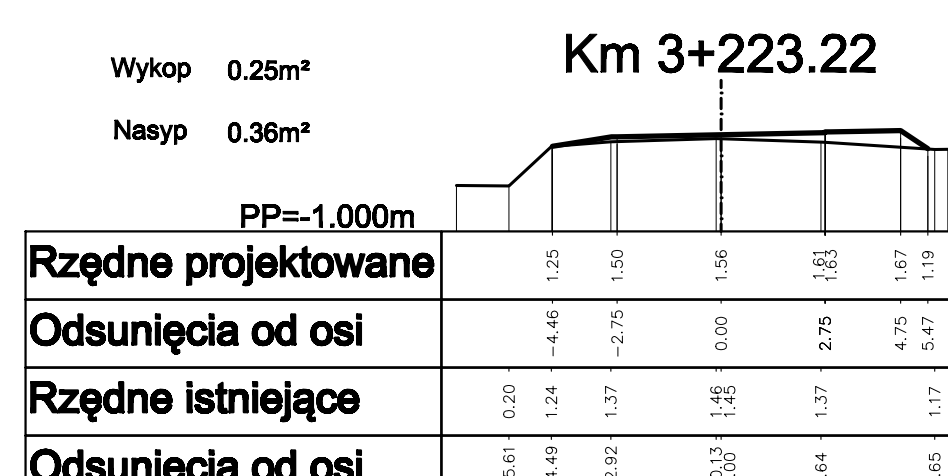 Km 3+223.22
Wykop 0.25m²
Nasyp 0.36m²
PP=-1.000m
Rzędne projektowane 1.25 1.50 1.56 1.61 1.63 1.67 1.19
Odsunięcia od osi -4.46 -2.75 0.00 2.75 4.75 5.47
Rzędne istniejące 0.20 1.24 1.37 1.46 1.45 1.37 1.17
Odsunięcia od osi